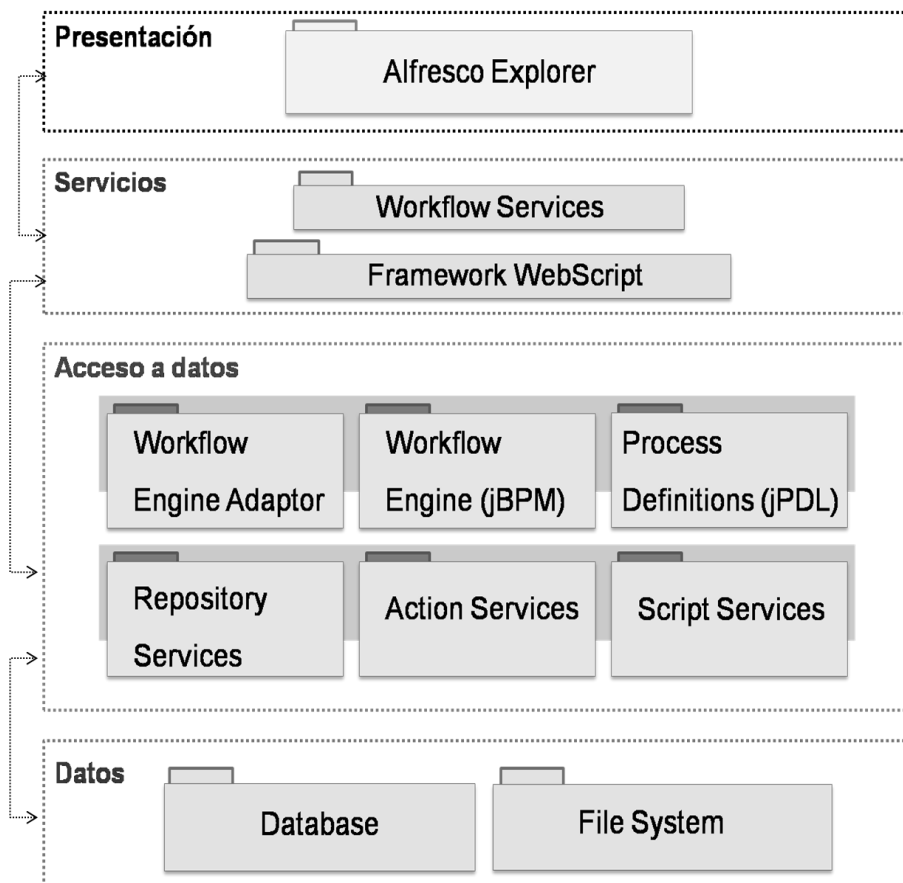 Presentación
Alfresco Explorer
Servicios
Workflow Services
Framework WebScript
Acceso a datos
Workflow
Engine Adaptor
Workflow
Engine (jBPM)
Process
Definitions (jPDL)
Repository
Services
Action Services
Script Services
Datos
Database
File System